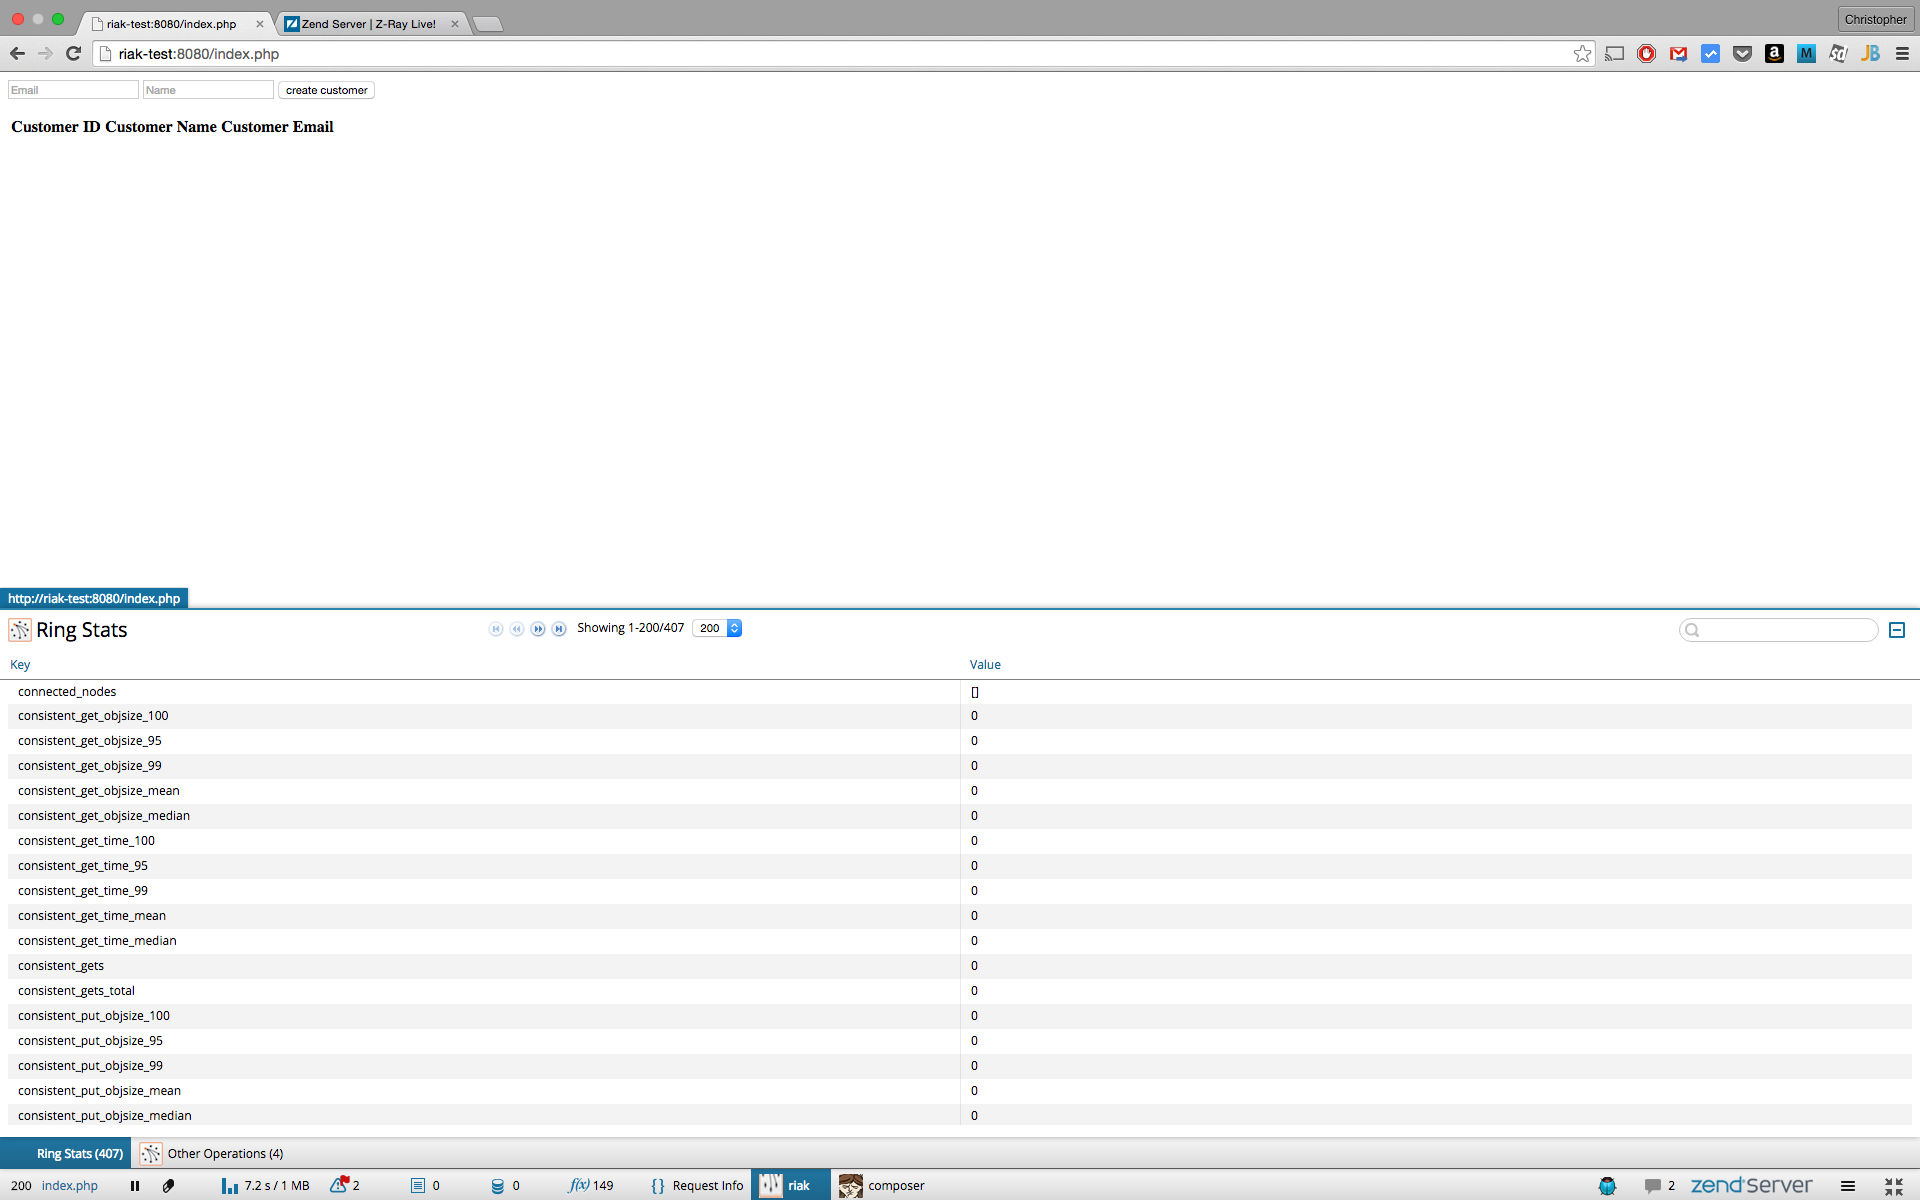 riak-test:8080/index.php
Zend Server | Z-Ray Live!
Christopher
riak-test:8080/index.php
Email Name create customer
Customer ID Customer Name Customer Email
http://riak-test:8080/index.php
Ring Stats Showing 1-200/407 200
Key Value
connected_nodes []
consistent_get_objsize_100 0
consistent_get_objsize_95 0
consistent_get_objsize_99 0
consistent_get_objsize_mean 0
consistent_get_objsize_median 0
consistent_get_time_100 0
consistent_get_time_95 0
consistent_get_time_99 0
consistent_get_time_mean 0
consistent_get_time_median 0
consistent_gets 0
consistent_gets_total 0
consistent_put_objsize_100 0
consistent_put_objsize_95 0
consistent_put_objsize_99 0
consistent_put_objsize_mean 0
consistent_put_objsize_median 0
Ring Stats (407) Other Operations (4)
200 index.php 7.2 s / 1 MB 2 0 0 f(x) 149 {} Request Info riak composer 2 zend Server